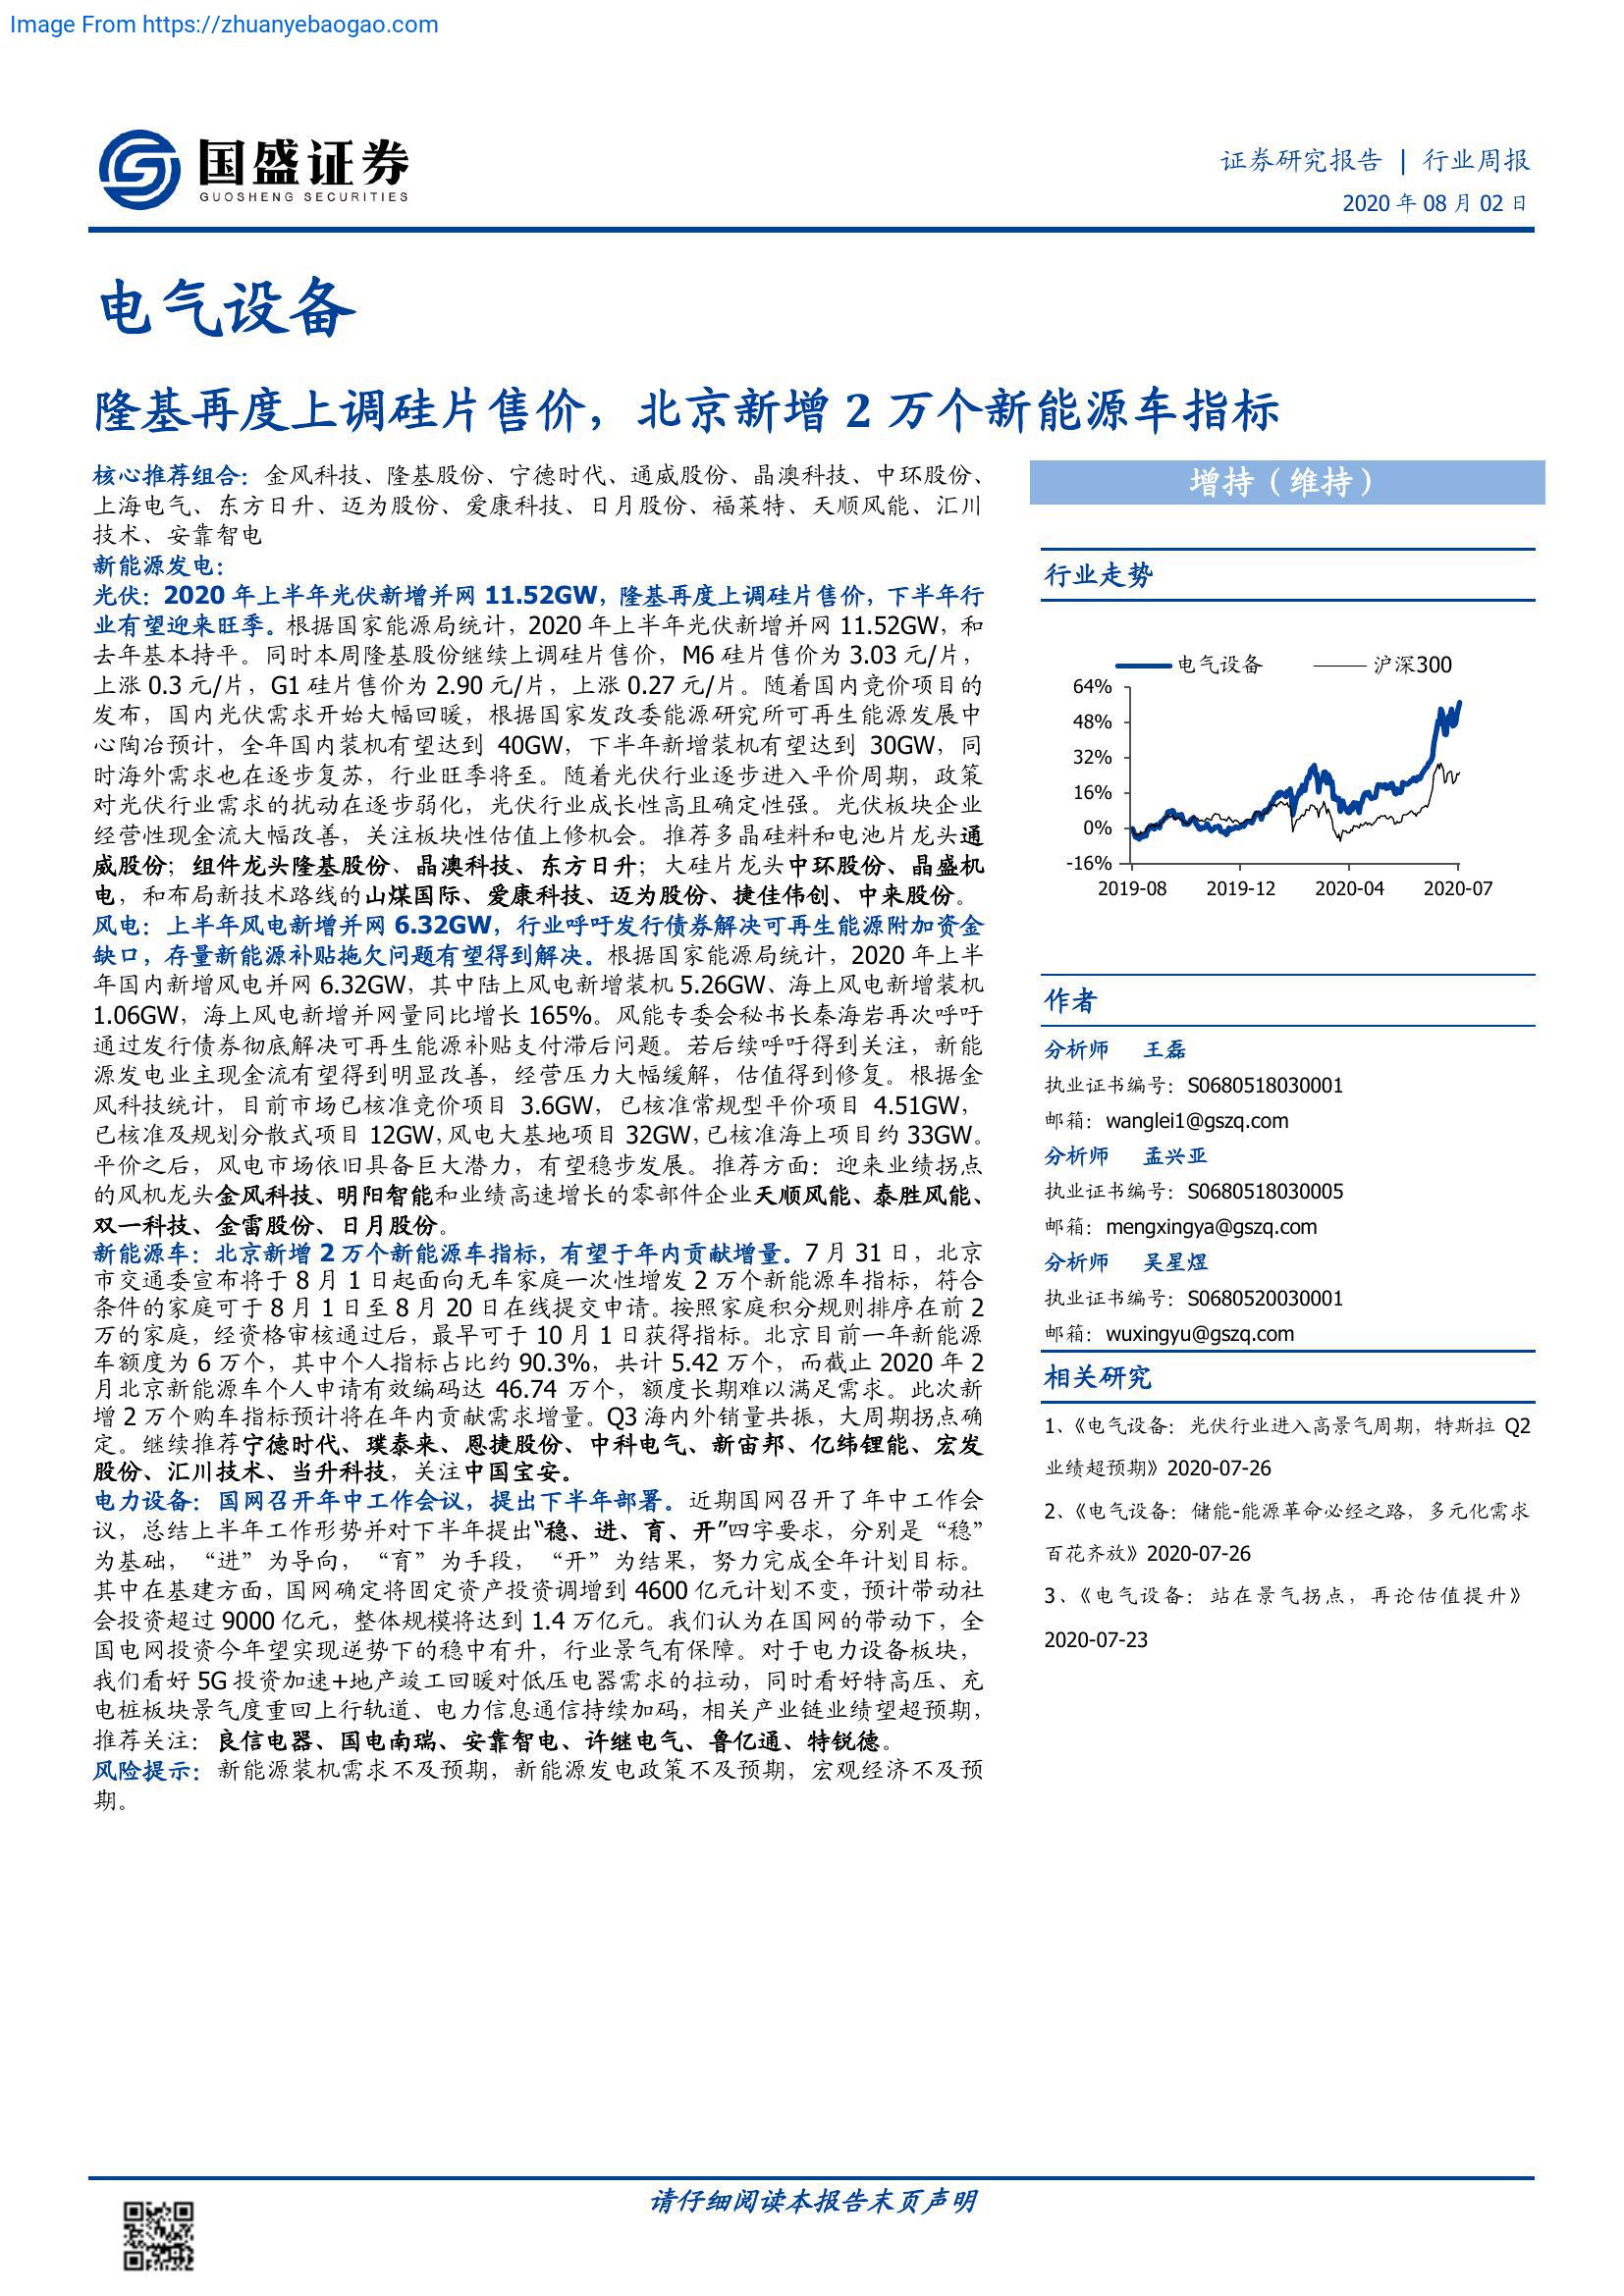 Image From https://zhuanyebaogao.com
国盛证券
GUOSHENG SECURITIES
证券研究报告 | 行业周报
2020 年 08 月 02 日
电气设备
隆基再度上调硅片售价，北京新增 2 万个新能源车指标
核心推荐组合：金风科技、隆基股份、宁德时代、通威股份、晶澳科技、中环股份、
上海电气、东方日升、迈为股份、爱康科技、日月股份、福莱特、天顺风能、汇川
技术、安靠智电
新能源发电：
光伏：2020 年上半年光伏新增并网 11.52GW，隆基再度上调硅片售价，下半年行
业有望迎来旺季。根据国家能源局统计，2020 年上半年光伏新增并网 11.52GW，和
去年基本持平。同时本周隆基股份继续上调硅片售价，M6 硅片售价为 3.03 元/片，
上涨 0.3 元/片，G1 硅片售价为 2.90 元/片，上涨 0.27 元/片。随着国内竞价项目的
发布，国内光伏需求开始大幅回暖，根据国家发改委能源研究所可再生能源发展中
心陶冶预计，全年国内装机有望达到 40GW，下半年新增装机有望达到 30GW，同
时海外需求也在逐步复苏，行业旺季将至。随着光伏行业逐步进入平价周期，政策
对光伏行业需求的扰动在逐步弱化，光伏行业成长性高且确定性强。光伏板块企业
经营性现金流大幅改善，关注板块性估值上修机会。推荐多晶硅料和电池片龙头通
威股份；组件龙头隆基股份、晶澳科技、东方日升；大硅片龙头中环股份、晶盛机
电，和布局新技术路线的山煤国际、爱康科技、迈为股份、捷佳伟创、中来股份。
风电：上半年风电新增并网 6.32GW，行业呼吁发行债券解决可再生能源附加资金
缺口，存量新能源补贴拖欠问题有望得到解决。根据国家能源局统计，2020 年上半
年国内新增风电并网 6.32GW，其中陆上风电新增装机 5.26GW、海上风电新增装机
1.06GW，海上风电新增并网量同比增长 165%。风能专委会秘书长秦海岩再次呼吁
通过发行债券彻底解决可再生能源补贴支付滞后问题。若后续呼吁得到关注，新能
源发电业主现金流有望得到明显改善，经营压力大幅缓解，估值得到修复。根据金
风科技统计，目前市场已核准竞价项目 3.6GW，已核准常规型平价项目 4.51GW，
已核准及规划分散式项目 12GW，风电大基地项目 32GW，已核准海上项目约 33GW。
平价之后，风电市场依旧具备巨大潜力，有望稳步发展。推荐方面：迎来业绩拐点
的风机龙头金风科技、明阳智能和业绩高速增长的零部件企业天顺风能、泰胜风能、
双一科技、金雷股份、日月股份。
新能源车：北京新增 2 万个新能源车指标，有望于年内贡献增量。7 月 31 日，北京
市交通委宣布将于 8 月 1 日起面向无车家庭一次性增发 2 万个新能源车指标，符合
条件的家庭可于 8 月 1 日至 8 月 20 日在线提交申请。按照家庭积分规则排序在前 2
万的家庭，经资格审核通过后，最早可于 10 月 1 日获得指标。北京目前一年新能源
车额度为 6 万个，其中个人指标占比约 90.3%，共计 5.42 万个，而截止 2020 年 2
月北京新能源车个人申请有效编码达 46.74 万个，额度长期难以满足需求。此次新
增 2 万个购车指标预计将在年内贡献需求增量。Q3 海内外销量共振，大周期拐点确
定。继续推荐宁德时代、璞泰来、恩捷股份、中科电气、新宙邦、亿纬锂能、宏发
股份、汇川技术、当升科技，关注中国宝安。
电力设备：国网召开年中工作会议，提出下半年部署。近期国网召开了年中工作会
议，总结上半年工作形势并对下半年提出“稳、进、育、开”四字要求，分别是“稳”
为基础，“进”为导向，“育”为手段，“开”为结果，努力完成全年计划目标。
其中在基建方面，国网确定将固定资产投资调增到 4600 亿元计划不变，预计带动社
会投资超过 9000 亿元，整体规模将达到 1.4 万亿元。我们认为在国网的带动下，全
国电网投资今年望实现逆势下的稳中有升，行业景气有保障。对于电力设备板块，
我们看好 5G 投资加速+地产竣工回暖对低压电器需求的拉动，同时看好特高压、充
电桩板块景气度重回上行轨道、电力信息通信持续加码，相关产业链业绩望超预期，
推荐关注：良信电器、国电南瑞、安靠智电、许继电气、鲁亿通、特锐德。
风险提示：新能源装机需求不及预期，新能源发电政策不及预期，宏观经济不及预
期。
增持（维持）
行业走势
电气设备 沪深300
64%
48%
32%
16%
0%
-16%
2019-08 2019-12 2020-04 2020-07
作者
分析师 王磊
执业证书编号：S0680518030001
邮箱：wanglei1@gszq.com
分析师 孟兴亚
执业证书编号：S0680518030005
邮箱：mengxingya@gszq.com
分析师 吴星煜
执业证书编号：S0680520030001
邮箱：wuxingyu@gszq.com
相关研究
1、《电气设备：光伏行业进入高景气周期，特斯拉 Q2
业绩超预期》2020-07-26
2、《电气设备：储能-能源革命必经之路，多元化需求
百花齐放》2020-07-26
3、《电气设备：站在景气拐点，再论估值提升》
2020-07-23
请仔细阅读本报告末页声明